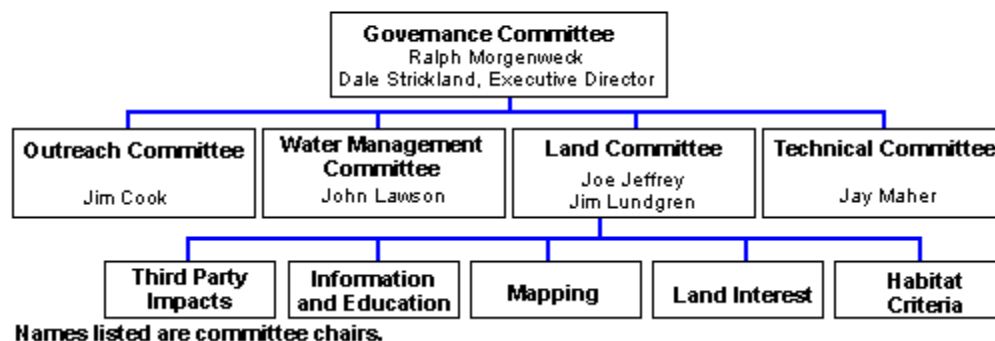 Governance Committee
Ralph Morgenweck
Dale Strickland, Executive Director
Outreach Committee
Jim Cook
Water Management
Committee
John Lawson
Land Committee
Joe Jeffrey
Jim Lundgren
Technical Committee
Jay Maher
Third Party
Impacts
Information
and Education
Mapping
Land Interest
Habitat
Criteria
Names listed are committee chairs.